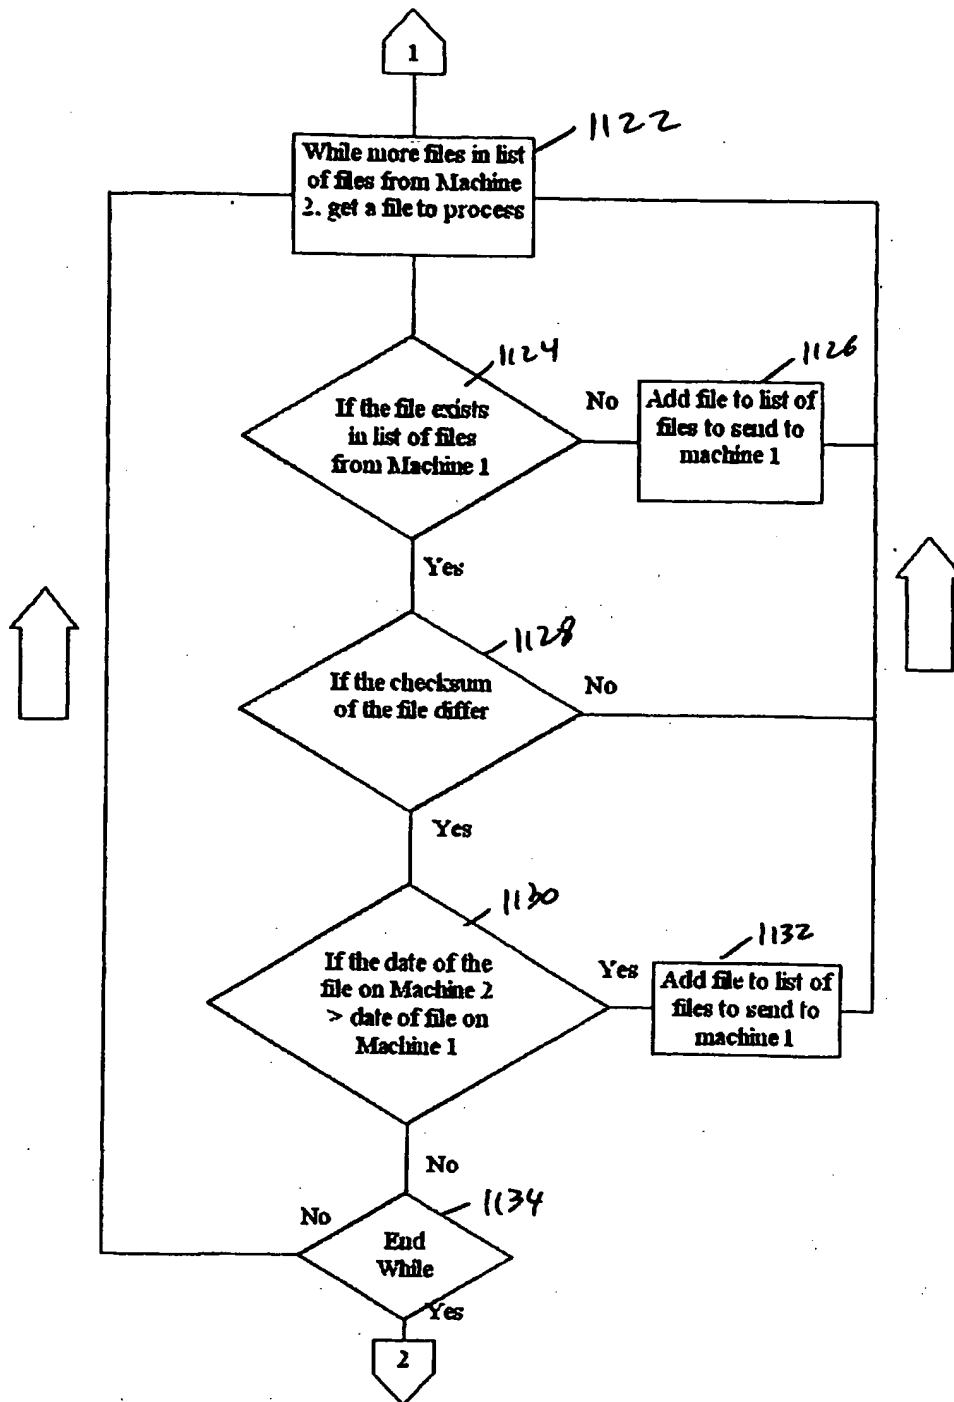 1
1122
While more files in list
of files from Machine
2. get a file to process
1124
If the file exists
in list of files
from Machine 1
No
1126
Add file to list of
files to send to
machine 1
Yes
1128
If the checksum
of the file differ
No
Yes
1130
If the date of the
file on Machine 2
> date of file on
Machine 1
Yes
1132
Add file to list of
files to send to
machine 1
No
1134
No
End
While
Yes
2